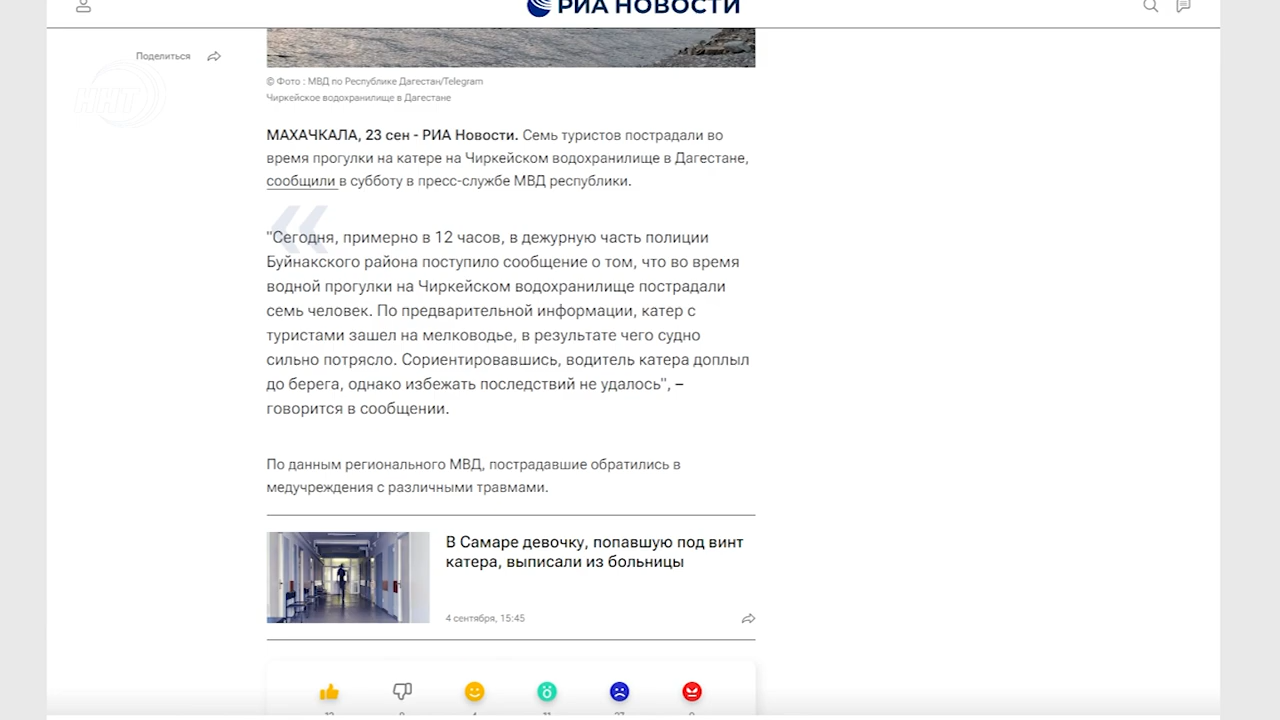 РИА НОВОСТИ
Поделиться
ННТ
© Фото : МВД по Республике Дагестан/Telegram
Чиркейское водохранилище в Дагестане
МАХАЧКАЛА, 23 сен - РИА Новости. Семь туристов пострадали во
время прогулки на катере на Чиркейском водохранилище в Дагестане,
сообщили в субботу в пресс-службе МВД республики.
"Сегодня, примерно в 12 часов, в дежурную часть полиции
Буйнакского района поступило сообщение о том, что во время
водной прогулки на Чиркейском водохранилище пострадали
семь человек. По предварительной информации, катер с
туристами зашел на мелководье, в результате чего судно
сильно потрясло. Сориентировавшись, водитель катера доплыл
до берега, однако избежать последствий не удалось", –
говорится в сообщении.
По данным регионального МВД, пострадавшие обратились в
медучреждения с различными травмами.
В Самаре девочку, попавшую под винт
катера, выписали из больницы
4 сентября, 15:45